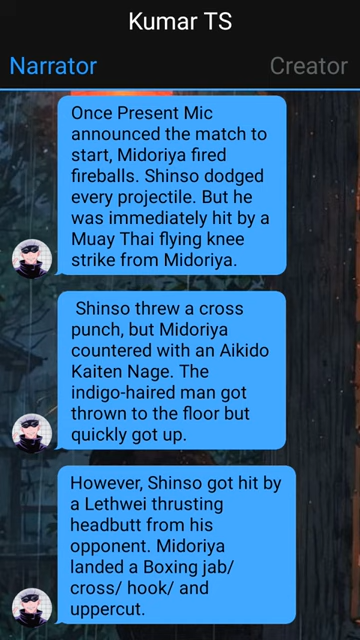 Kumar TS
Narrator
Creator
Once Present Mic
announced the match to
start, Midoriya fired
fireballs. Shinso dodged
every projectile. But he
was immediately hit by a
Muay Thai flying knee
strike from Midoriya.
Shinso threw a cross
punch, but Midoriya
countered with an Aikido
Kaiten Nage. The
indigo-haired man got
thrown to the floor but
quickly got up.
However, Shinso got hit by
a Lethwei thrusting
headbutt from his
opponent. Midoriya
landed a Boxing jab/
cross/ hook/ and
uppercut.